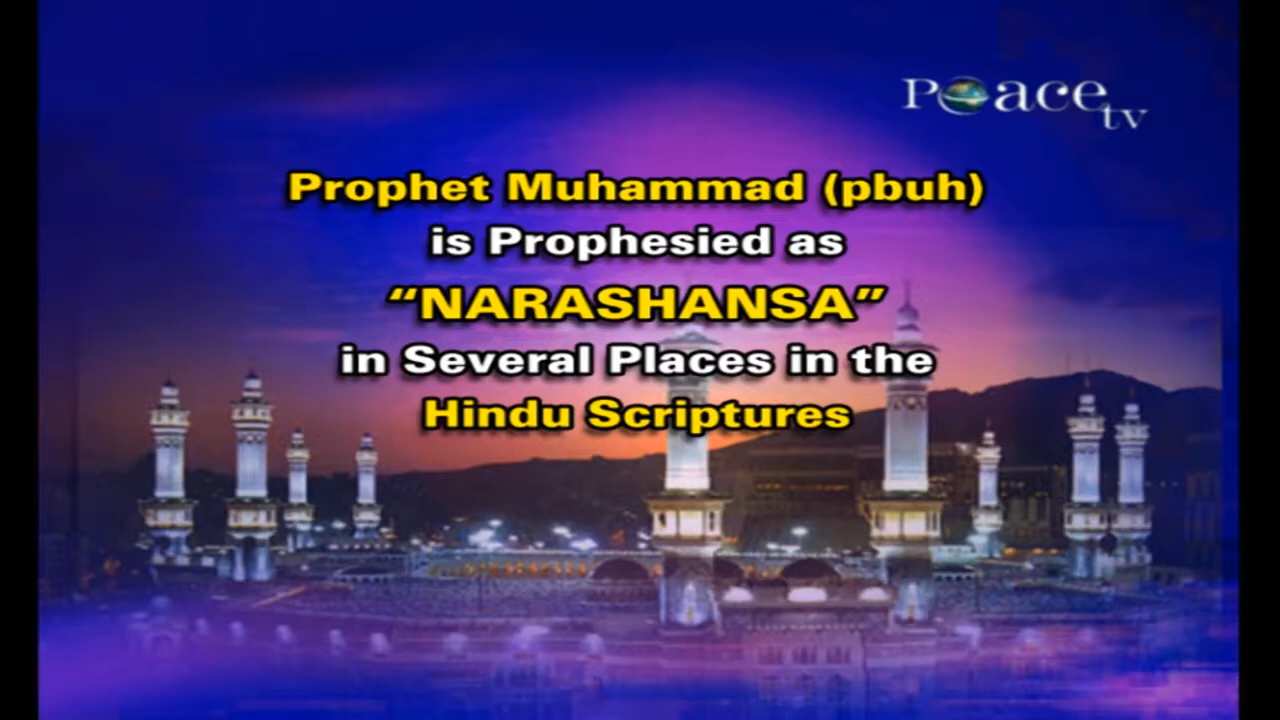 Peace tv
Prophet Muhammad (pbuh)
is Prophesied as
“NARASHANSA”
in Several Places in the
Hindu Scriptures